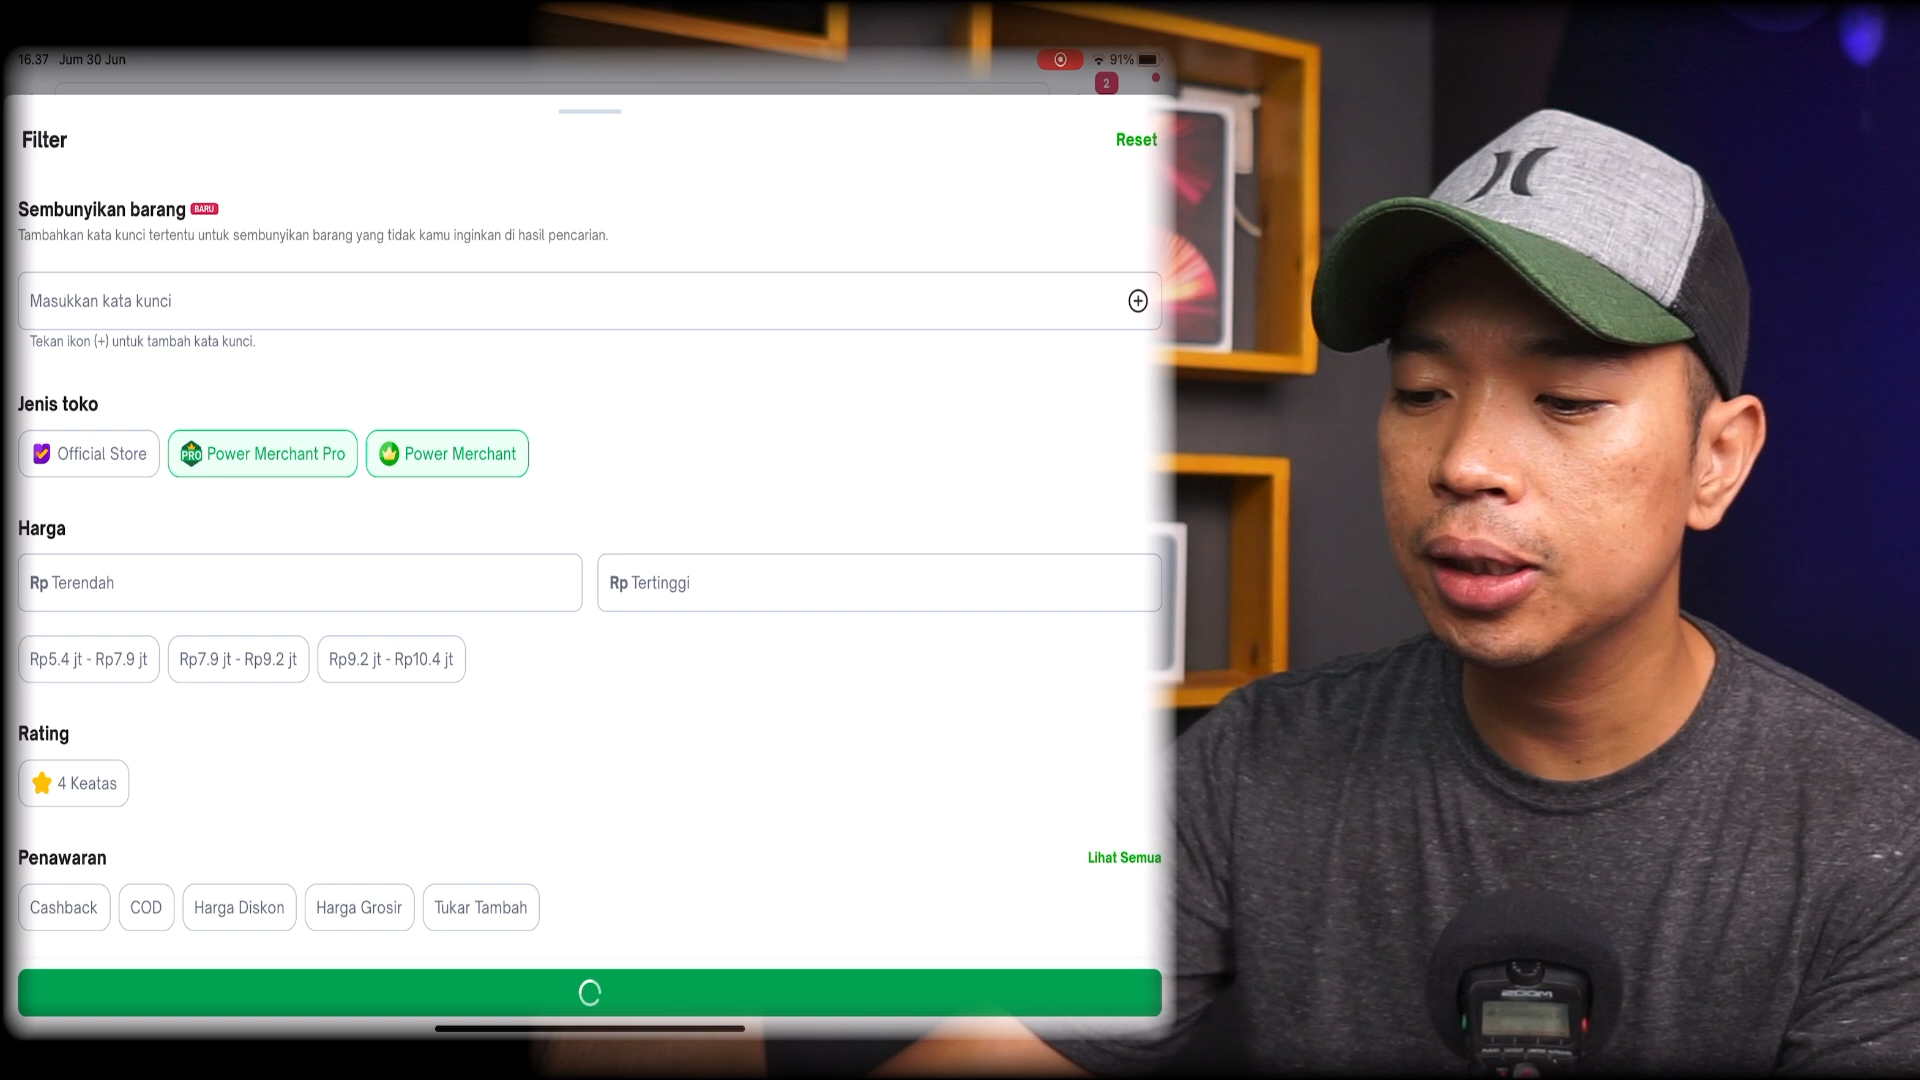 16.37 Jum 30 Jun
91%
2
Filter
Reset
Sembunyikan barang BARU
Tambahkan kata kunci tertentu untuk sembunyikan barang yang tidak kamu inginkan di hasil pencarian.
Masukkan kata kunci
Tekan ikon (+) untuk tambah kata kunci.
Jenis toko
Official Store
PRO Power Merchant Pro
Power Merchant
Harga
Rp Terendah
Rp Tertinggi
Rp5.4 jt - Rp7.9 jt
Rp7.9 jt - Rp9.2 jt
Rp9.2 jt - Rp10.4 jt
Rating
4 Keatas
Penawaran
Lihat Semua
Cashback
COD
Harga Diskon
Harga Grosir
Tukar Tambah
ZOOM